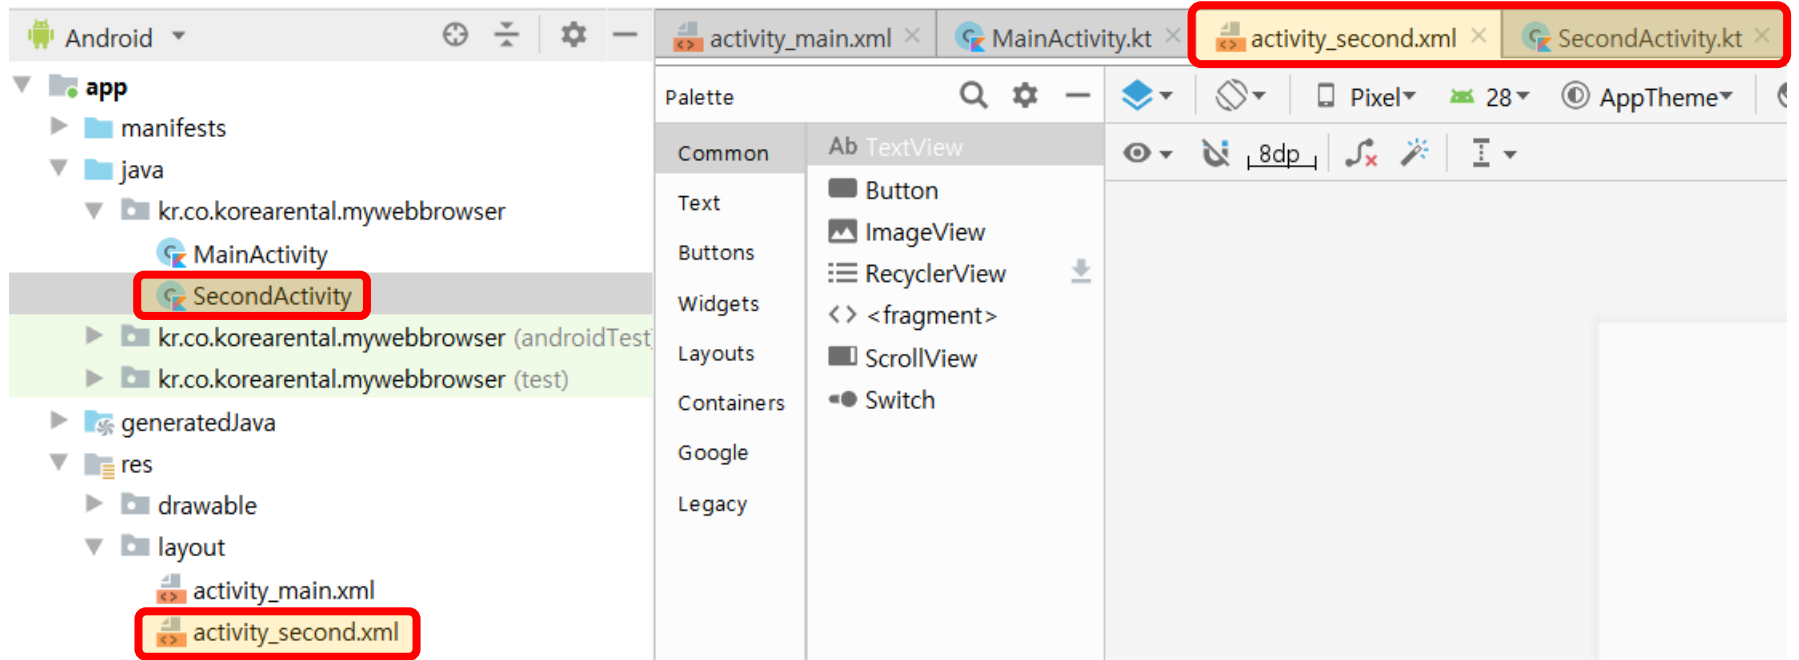 Android
app
manifests
java
kr.co.korearental.mywebbrowser
MainActivity
SecondActivity
kr.co.korearental.mywebbrowser (androidTest
kr.co.korearental.mywebbrowser (test)
generatedJava
res
drawable
layout
activity_main.xml
activity_second.xml
activity_main.xml MainActivity.kt activity_second.xml SecondActivity.kt
Palette
Common
Text
Buttons
Widgets
Layouts
Containers
Google
Legacy
Ab TextView
Button
ImageView
RecyclerView
<fragment>
ScrollView
Switch
Pixel 28 AppTheme
8dp